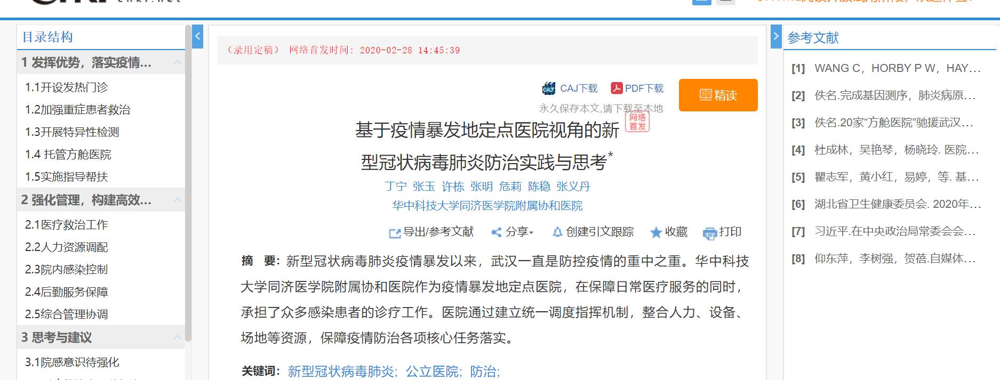 cnki.net
目录结构
1 发挥优势，落实疫情...
1.1开设发热门诊
1.2加强重症患者救治
1.3开展特异性检测
1.4 托管方舱医院
1.5实施指导帮扶
2 强化管理，构建高效...
2.1医疗救治工作
2.2人力资源调配
2.3院内感染控制
2.4后勤服务保障
2.5综合管理协调
3 思考与建议
3.1院感意识待强化
（录用定稿） 网络首发时间: 2020-02-28 14:45:39
CAJ下载 PDF下载
精读
永久保存本文,请下载至本地
网络
首发
基于疫情暴发地定点医院视角的新
型冠状病毒肺炎防治实践与思考*
丁宁 张玉 许栋 张明 危莉 陈稳 张义丹
华中科技大学同济医学院附属协和医院
导出/参考文献 分享 创建引文跟踪 收藏 打印
摘 要：新型冠状病毒肺炎疫情暴发以来，武汉一直是防控疫情的重中之重。华中科技
大学同济医学院附属协和医院作为疫情暴发地定点医院，在保障日常医疗服务的同时，
承担了众多感染患者的诊疗工作。医院通过建立统一调度指挥机制，整合人力、设备、
场地等资源，保障疫情防治各项核心任务落实。
关键词：新型冠状病毒肺炎; 公立医院; 防治;
参考文献
[1] WANG C，HORBY P W，HAY...
[2] 佚名.完成基因测序，肺炎病原...
[3] 佚名.20家“方舱医院”驰援武汉...
[4] 杜成林，吴艳琴，杨晓玲. 医院...
[5] 瞿志军，黄小红，易婷，等. 基...
[6] 湖北省卫生健康委员会. 2020年...
[7] 习近平.在中央政治局常委会会...
[8] 仰东萍，李树强，贺蓓.自媒体...